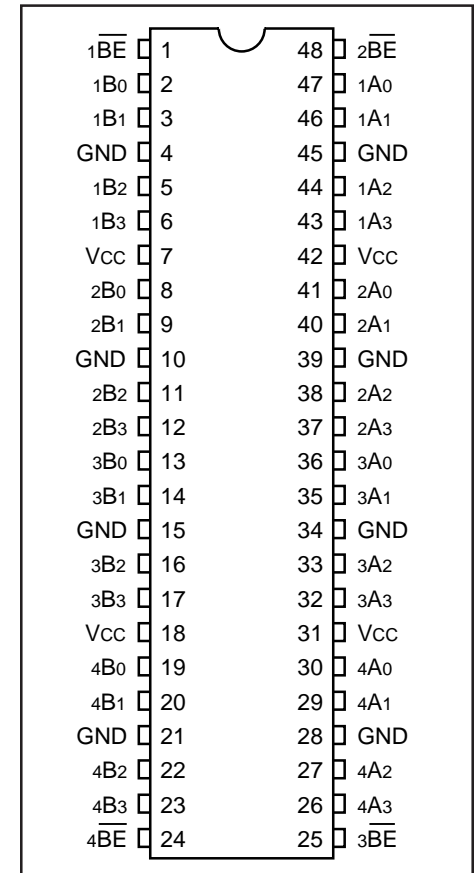 1B̅E̅ 1 48 2B̅E̅
1B0 2 47 1A0
1B1 3 46 1A1
GND 4 45 GND
1B2 5 44 1A2
1B3 6 43 1A3
VCC 7 42 VCC
2B0 8 41 2A0
2B1 9 40 2A1
GND 10 39 GND
2B2 11 38 2A2
2B3 12 37 2A3
3B0 13 36 3A0
3B1 14 35 3A1
GND 15 34 GND
3B2 16 33 3A2
3B3 17 32 3A3
VCC 18 31 VCC
4B0 19 30 4A0
4B1 20 29 4A1
GND 21 28 GND
4B2 22 27 4A2
4B3 23 26 4A3
4B̅E̅ 24 25 3B̅E̅